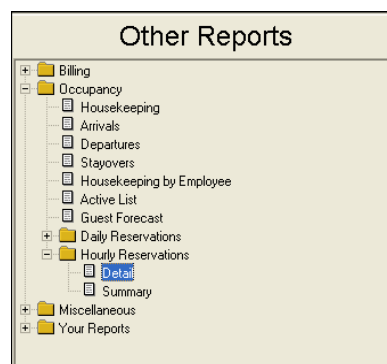 Other Reports
Billing
Occupancy
Housekeeping
Arrivals
Departures
Stayovers
Housekeeping by Employee
Active List
Guest Forecast
Daily Reservations
Hourly Reservations
Detail
Summary
Miscellaneous
Your Reports